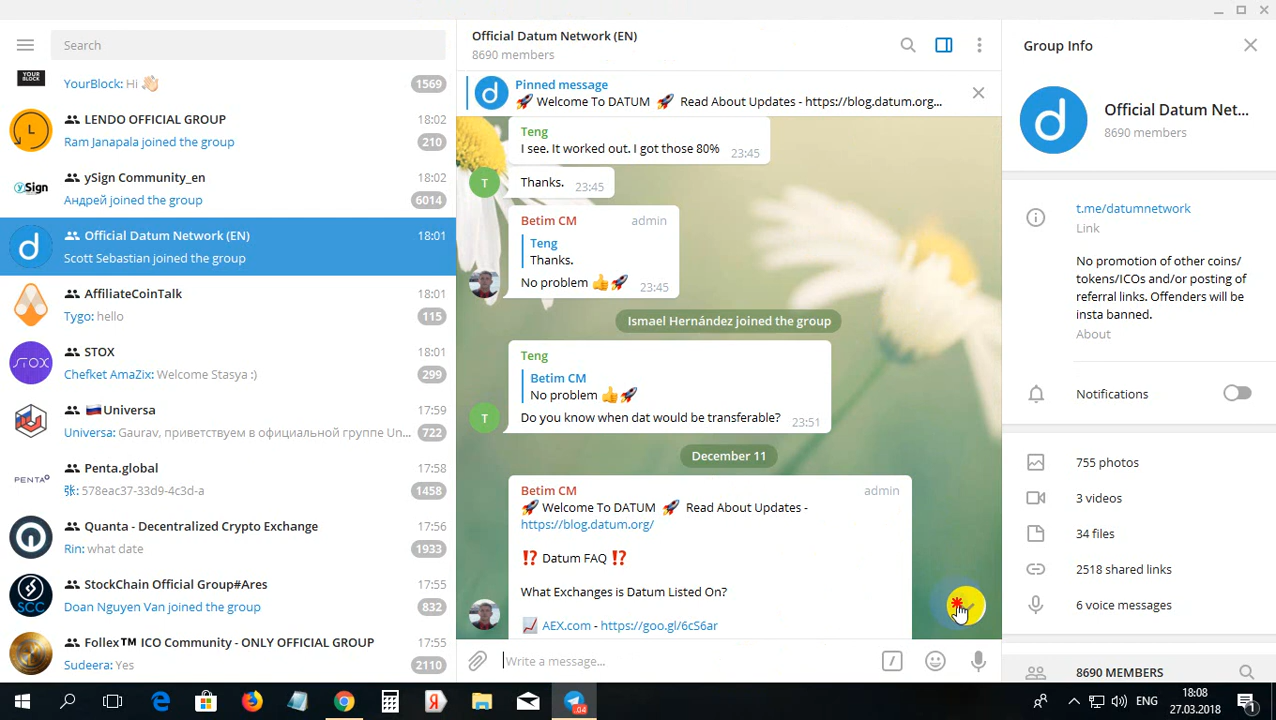 Search
YOUR
BLOCK
YourBlock: Hi 👋
1569
L
LENDO OFFICIAL GROUP
18:02
Ram Janapala joined the group
210
ySign
ySign Community_en
18:02
Андрей joined the group
6014
d
Official Datum Network (EN)
18:01
Scott Sebastian joined the group
AffiliateCoinTalk
18:01
Tygo: hello
115
STOX
STOX
18:01
Chefket AmaZix: Welcome Stasya :)
299
🇷🇺Universa
17:59
Universa: Gaurav, приветствуем в официальной группе Un...
722
PENTA
Penta.global
17:58
张: 578eac37-33d9-4c3d-a
1458
Quanta - Decentralized Crypto Exchange
17:56
Rin: what date
1933
SCC
StockChain Official Group#Ares
17:55
Doan Nguyen Van joined the group
832
Follex™ ICO Community - ONLY OFFICIAL GROUP
17:55
Sudeera: Yes
2110
Official Datum Network (EN)
8690 members
d
Pinned message
🚀 Welcome To DATUM 🚀 Read About Updates - https://blog.datum.org...
Teng
I see. It worked out. I got those 80%
23:45
T
Thanks.
23:45
Betim CM
admin
Teng
Thanks.
No problem 👍🚀
23:45
Ismael Hernández joined the group
Teng
Betim CM
No problem 👍🚀
T
Do you know when dat would be transferable?
23:51
December 11
Betim CM
admin
🚀 Welcome To DATUM 🚀 Read About Updates -
https://blog.datum.org/
⁉️ Datum FAQ ⁉️
What Exchanges is Datum Listed On?
📈 AEX.com - https://goo.gl/6cS6ar
Write a message...
Group Info
d
Official Datum Net...
8690 members
t.me/datumnetwork
Link
No promotion of other coins/
tokens/ICOs and/or posting of
referral links. Offenders will be
insta banned.
About
Notifications
755 photos
3 videos
34 files
2518 shared links
6 voice messages
8690 MEMBERS
Я
.04
ENG
18:08
27.03.2018
1